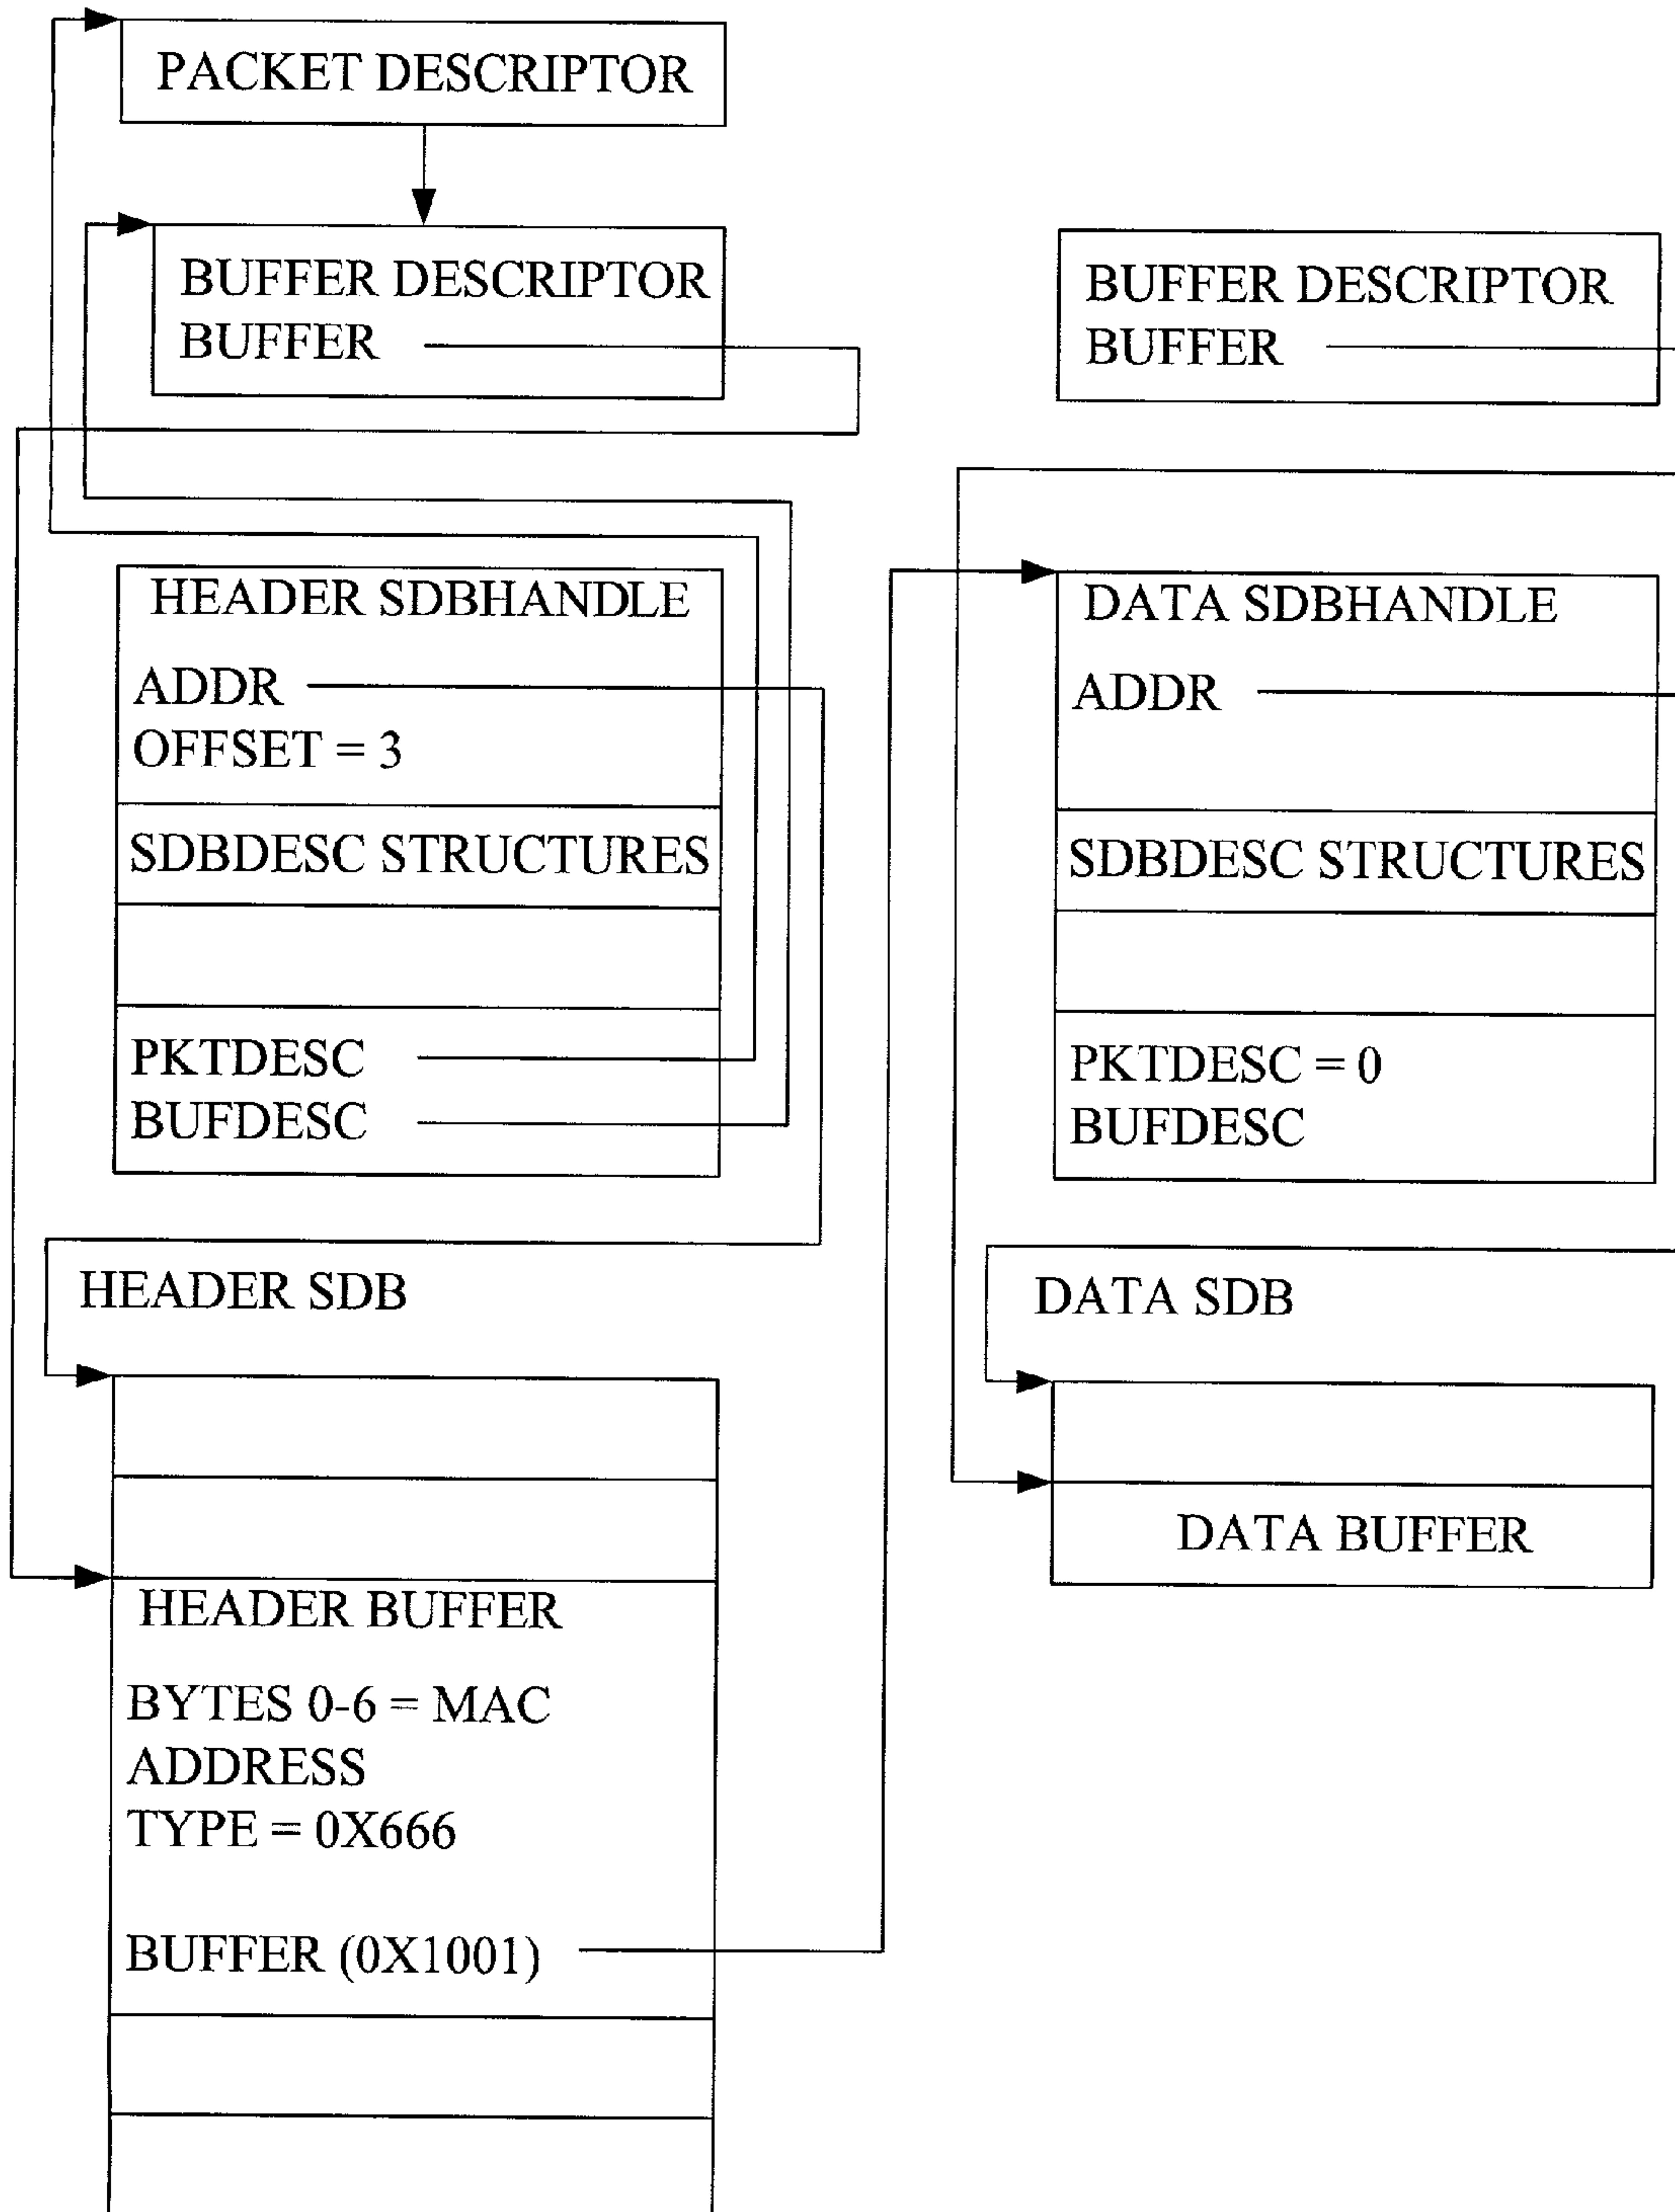 PACKET DESCRIPTOR
BUFFER DESCRIPTOR
BUFFER
BUFFER DESCRIPTOR
BUFFER
HEADER SDBHANDLE
ADDR
OFFSET = 3
SDBDESC STRUCTURES
PKTDESC
BUFDESC
DATA SDBHANDLE
ADDR
SDBDESC STRUCTURES
PKTDESC = 0
BUFDESC
HEADER SDB
HEADER BUFFER
BYTES 0-6 = MAC
ADDRESS
TYPE = 0X666
BUFFER (0X1001)
DATA SDB
DATA BUFFER